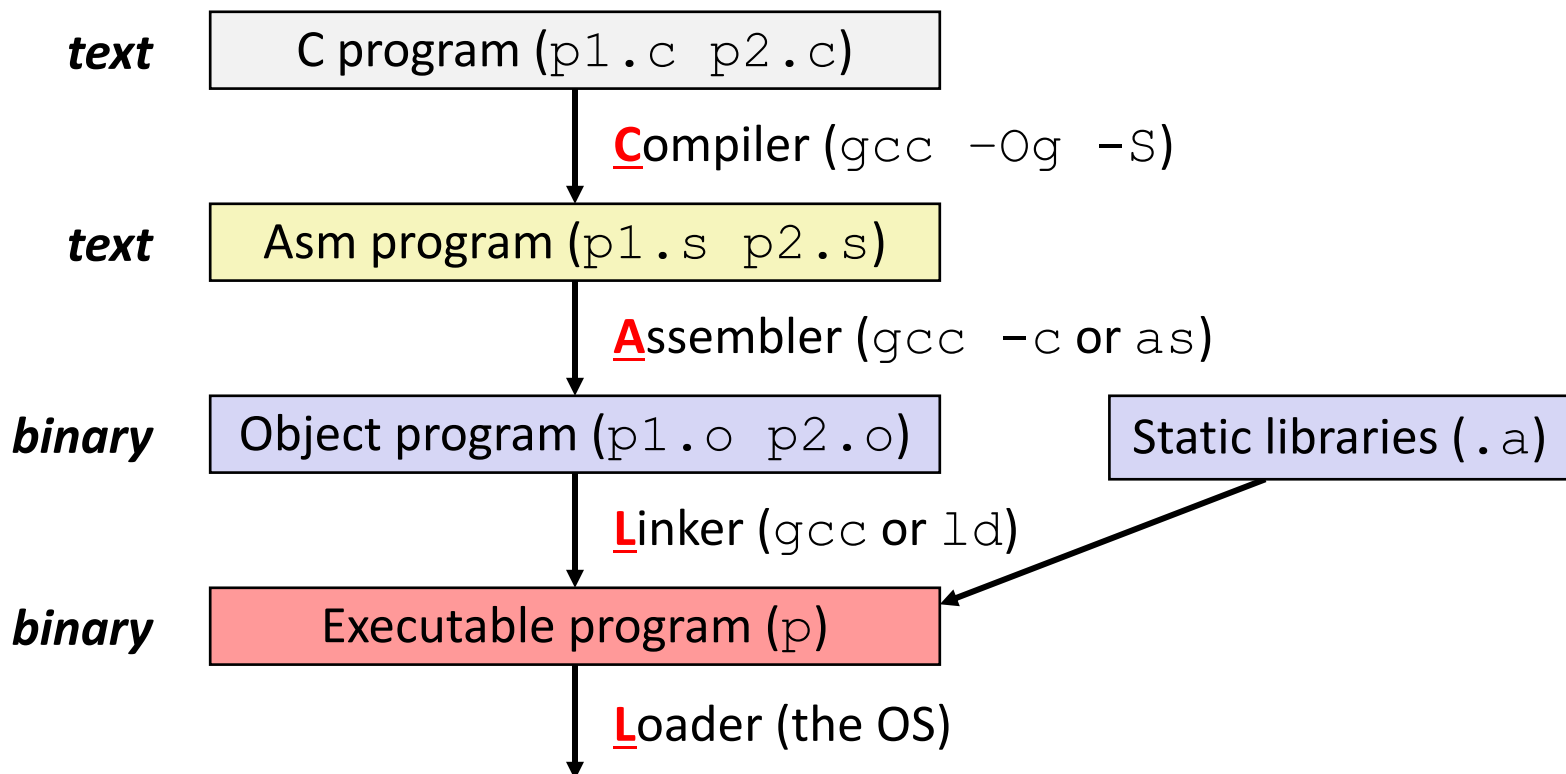 text
C program (p1.c p2.c)
Compiler (gcc –Og -S)
text
Asm program (p1.s p2.s)
Assembler (gcc -c or as)
binary
Object program (p1.o p2.o)
Static libraries (.a)
Linker (gcc or ld)
binary
Executable program (p)
Loader (the OS)